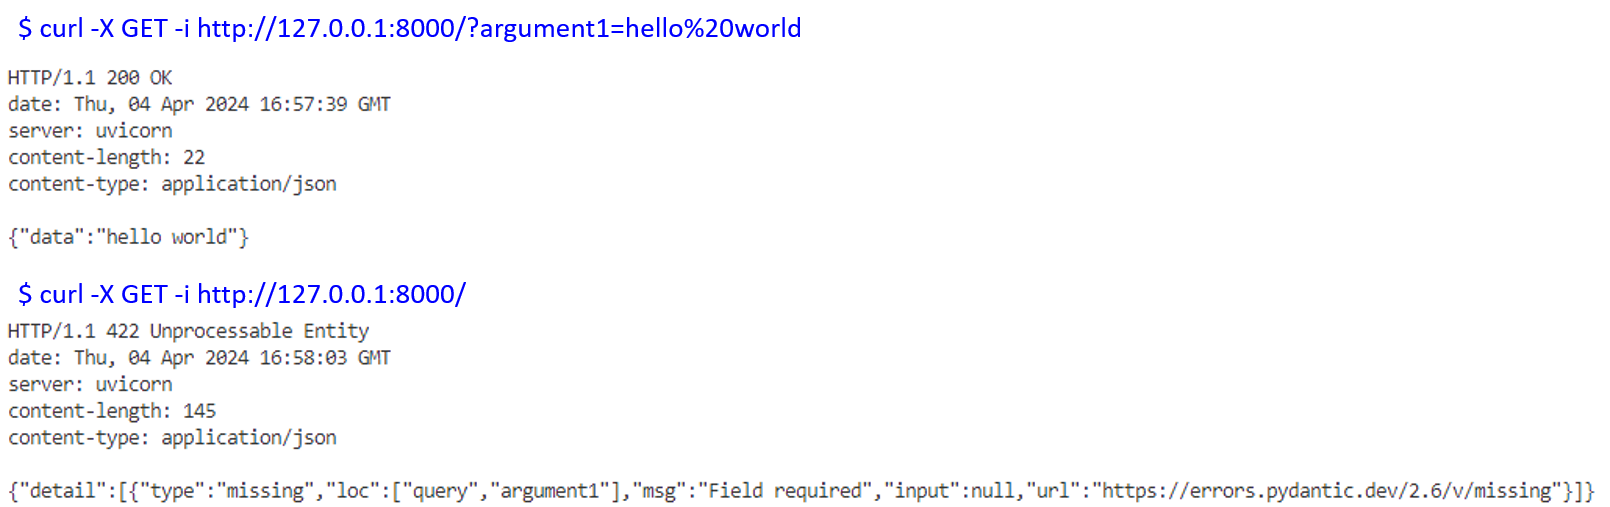 $ curl -X GET -i http://127.0.0.1:8000/?argument1=hello%20world
HTTP/1.1 200 OK
date: Thu, 04 Apr 2024 16:57:39 GMT
server: uvicorn
content-length: 22
content-type: application/json
{"data":"hello world"}
$ curl -X GET -i http://127.0.0.1:8000/
HTTP/1.1 422 Unprocessable Entity
date: Thu, 04 Apr 2024 16:58:03 GMT
server: uvicorn
content-length: 145
content-type: application/json
{"detail":[{"type":"missing","loc":["query","argument1"],"msg":"Field required","input":null,"url":"https://errors.pydantic.dev/2.6/v/missing"}]}